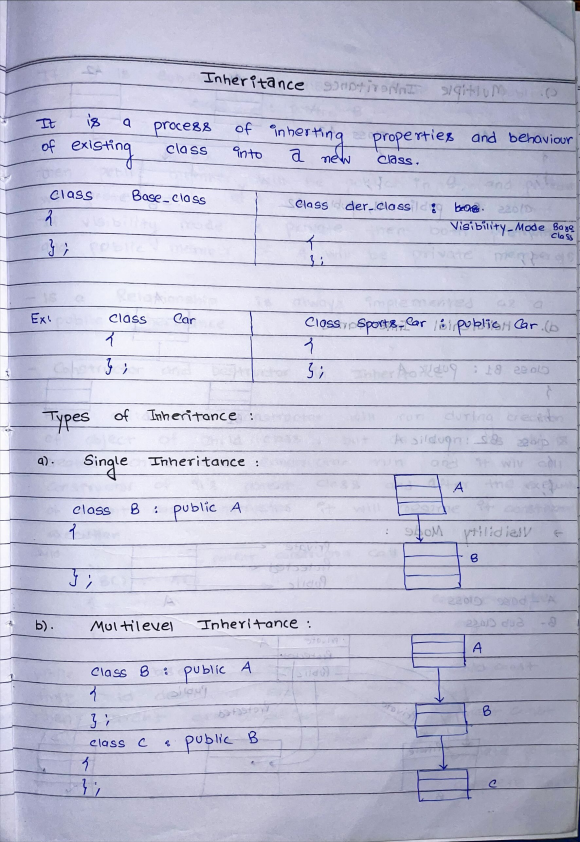 Inheritance
It is a process of inherting properties and behaviour
of existing class into a new class.
class Base_class
{
};
class der_class :
Visibility_Mode Base class
{
};
Ex: class Car
{
};
class Sports_Car : public Car
{
};
Types of Inheritance :
a). Single Inheritance :
class B : public A
{
};
A
B
b). Multilevel Inheritance :
class B : public A
{
};
class C : public B
{
};
A
B
C